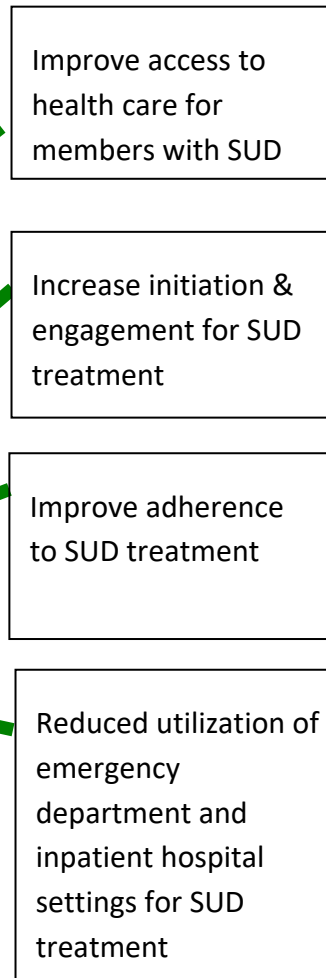 Improve access to
health care for
members with SUD
Increase initiation &
engagement for SUD
treatment
Improve adherence
to SUD treatment
Reduced utilization of
emergency
department and
inpatient hospital
settings for SUD
treatment